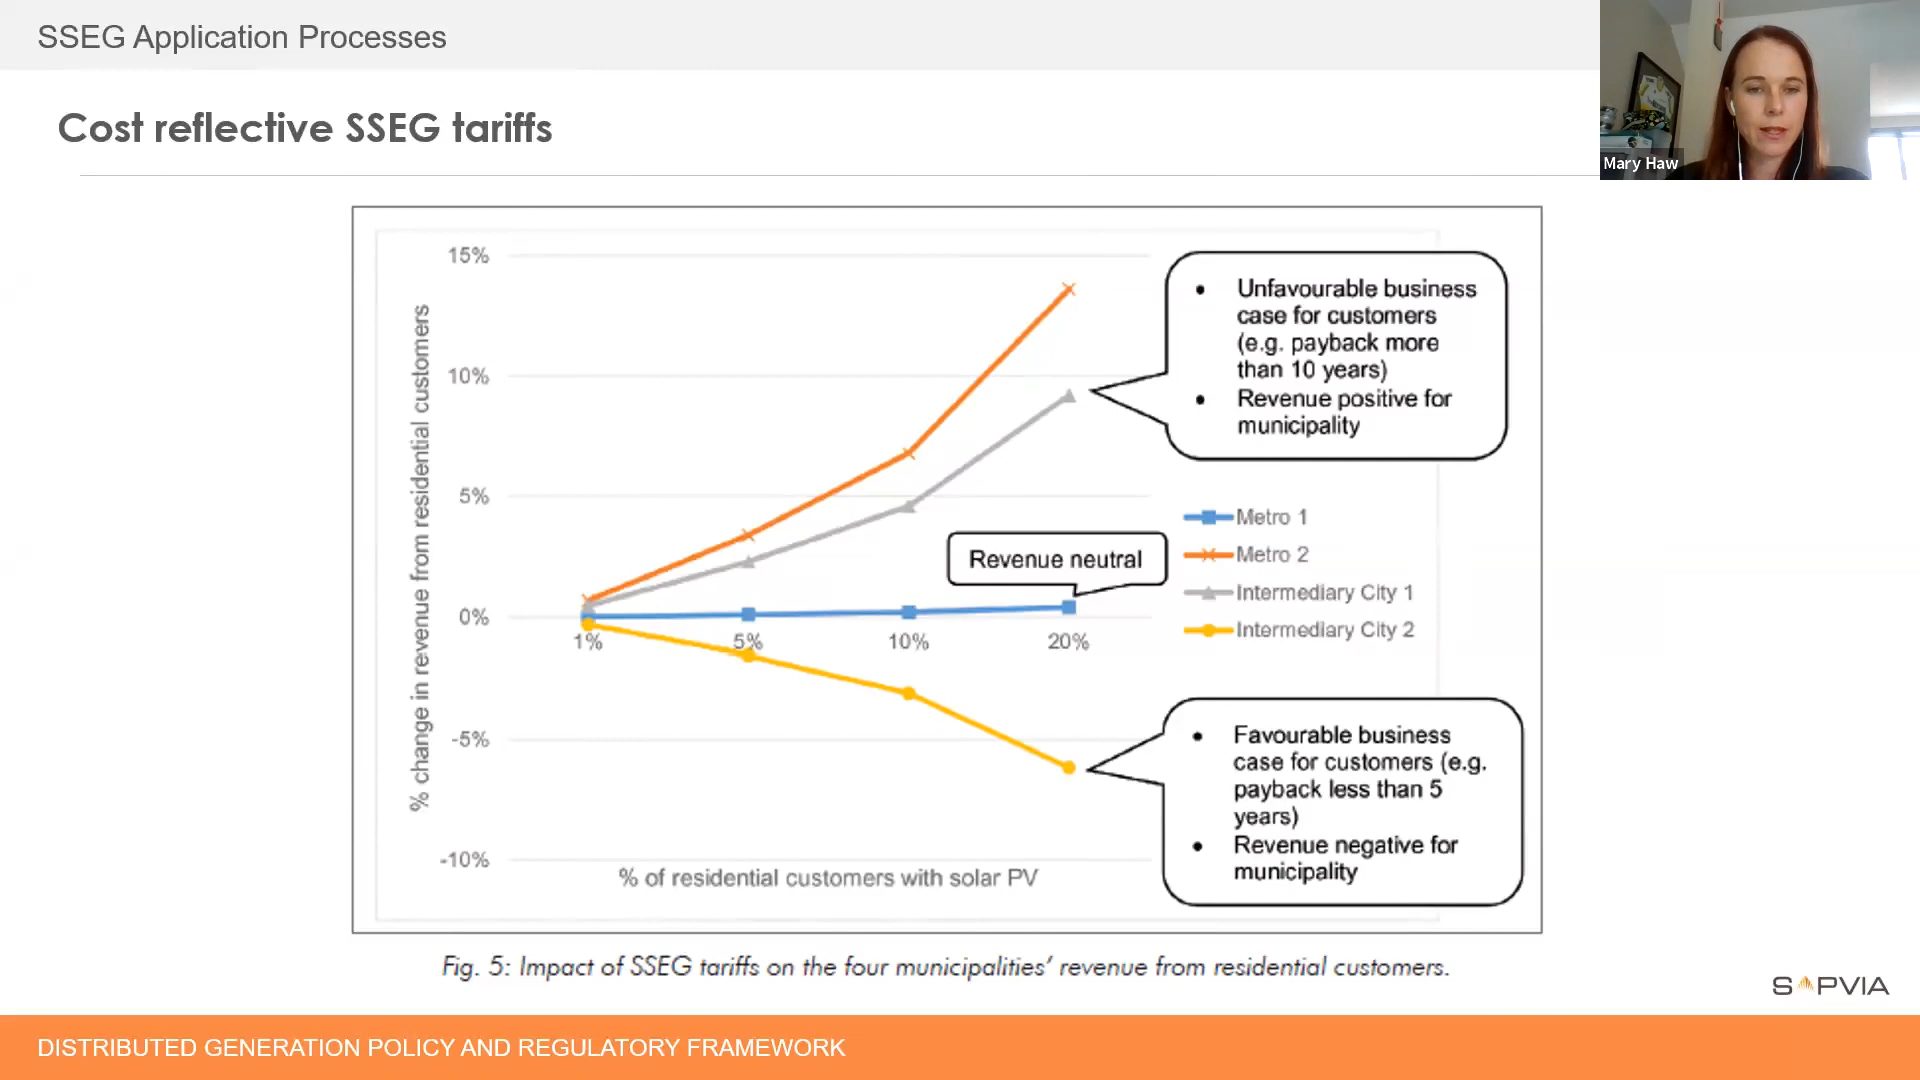 SSEG Application Processes
Mary Haw
Cost reflective SSEG tariffs
% change in revenue from residential customers
15%
10%
5%
0%
-5%
-10%
1%
5%
10%
20%
% of residential customers with solar PV
• Unfavourable business
case for customers
(e.g. payback more
than 10 years)
• Revenue positive for
municipality
Revenue neutral
Metro 1
Metro 2
Intermediary City 1
Intermediary City 2
• Favourable business
case for customers (e.g.
payback less than 5
years)
• Revenue negative for
municipality
Fig. 5: Impact of SSEG tariffs on the four municipalities' revenue from residential customers.
SAPVIA
DISTRIBUTED GENERATION POLICY AND REGULATORY FRAMEWORK